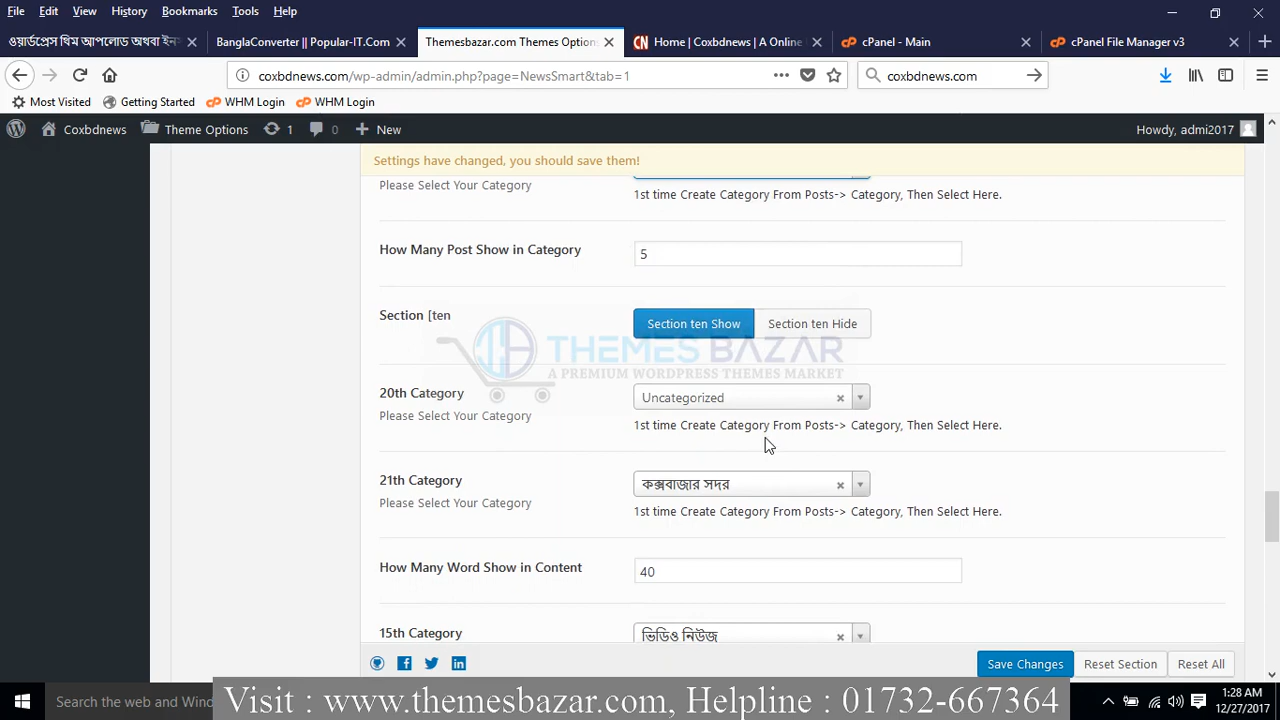 File Edit View History Bookmarks Tools Help
ওয়ার্ডপ্রেস থিম আপলোড অথবা ইনস
BanglaConverter || Popular-IT.Com
Themesbazar.com Themes Option
Home | Coxbdnews | A Online
cPanel - Main
cPanel File Manager v3
coxbdnews.com/wp-admin/admin.php?page=NewsSmart&tab=1
coxbdnews.com
Most Visited Getting Started WHM Login WHM Login
Coxbdnews Theme Options 1 0 New Howdy, admi2017
Settings have changed, you should save them!
Please Select Your Category
1st time Create Category From Posts-> Category, Then Select Here.
How Many Post Show in Category 5
Section [ten Section ten Show Section ten Hide
THEMES BAZAR
A PREMIUM WORDPRESS THEMES MARKET
20th Category Uncategorized
Please Select Your Category
1st time Create Category From Posts-> Category, Then Select Here.
21th Category কক্সবাজার সদর
Please Select Your Category
1st time Create Category From Posts-> Category, Then Select Here.
How Many Word Show in Content 40
15th Category ভিডিও নিউজ
Save Changes Reset Section Reset All
Search the web and Wind
Visit : www.themesbazar.com, Helpline : 01732-667364
1:28 AM
12/27/2017